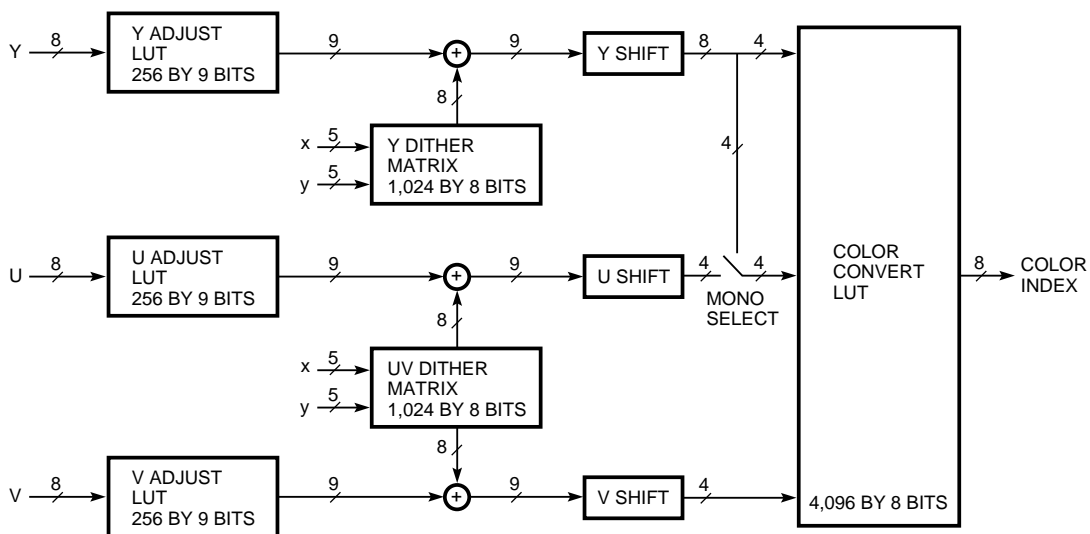 Y
8
Y ADJUST
LUT
256 BY 9 BITS
9
+
9
Y SHIFT
8
4
8
x
5
y
5
Y DITHER
MATRIX
1,024 BY 8 BITS
4
U
8
U ADJUST
LUT
256 BY 9 BITS
9
+
9
U SHIFT
4
4
MONO
SELECT
COLOR
CONVERT
LUT
8
COLOR
INDEX
8
x
5
y
5
UV DITHER
MATRIX
1,024 BY 8 BITS
8
V
8
V ADJUST
LUT
256 BY 9 BITS
9
+
9
V SHIFT
4
4,096 BY 8 BITS